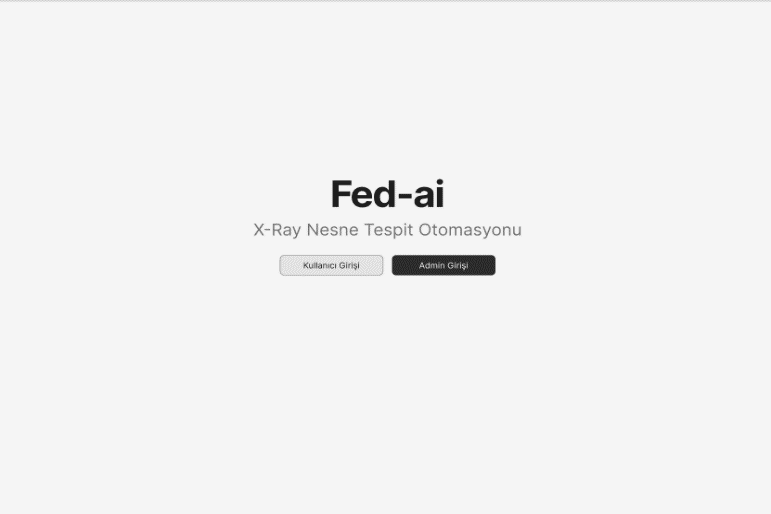 Fed-ai
X-Ray Nesne Tespit Otomasyonu
Kullanıcı Girişi
Admin Girişi